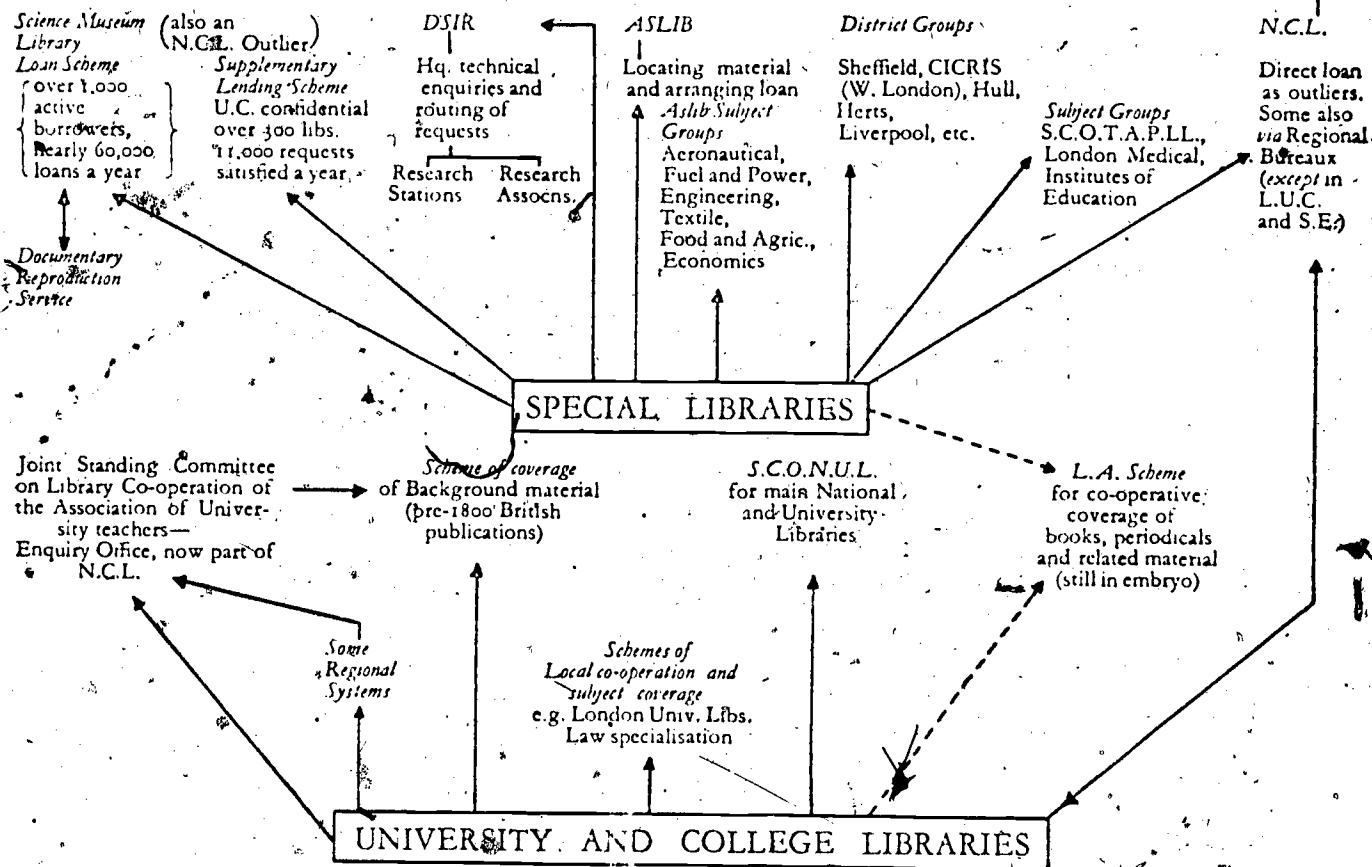 Science Museum
Library
(also an
N.C.L. Outlier)
Loan Scheme
over 1,000
active
borrowers,
nearly 60,000
loans a year
Supplementary
Lending Scheme
U.C. confidential
over 300 libs.
11,000 requests
satisfied a year
Documentary
Reproduction
Service
DSIR
Hq. technical
enquiries and
routing of
requests
Research
Stations
Research
Assocns.
ASLIB
Locating material
and arranging loan
Aslib Subject
Groups
Aeronautical,
Fuel and Power,
Engineering,
Textile,
Food and Agric.,
Economics
District Groups
Sheffield, CICRIS
(W. London), Hull,
Herts,
Liverpool, etc.
Subject Groups
S.C.O.T.A.P.L.L.,
London Medical,
Institutes of
Education
N.C.L.
Direct loan
as outliers.
Some also
via Regional
Bureaux
(except in
L.U.C.
and S.E.)
SPECIAL LIBRARIES
Joint Standing Committee
on Library Co-operation of
the Association of Univer-
sity teachers—
Enquiry Office, now part of
N.C.L.
Scheme of coverage
of Background material
(pre-1800 British
publications)
S.C.O.N.U.L.
for main National
and University
Libraries
L.A. Scheme
for co-operative
coverage of
books, periodicals
and related material
(still in embryo)
Some
Regional
Systems
Schemes of
Local co-operation and
subject coverage
e.g. London Univ. Libs.
Law specialisation
UNIVERSITY AND COLLEGE LIBRARIES